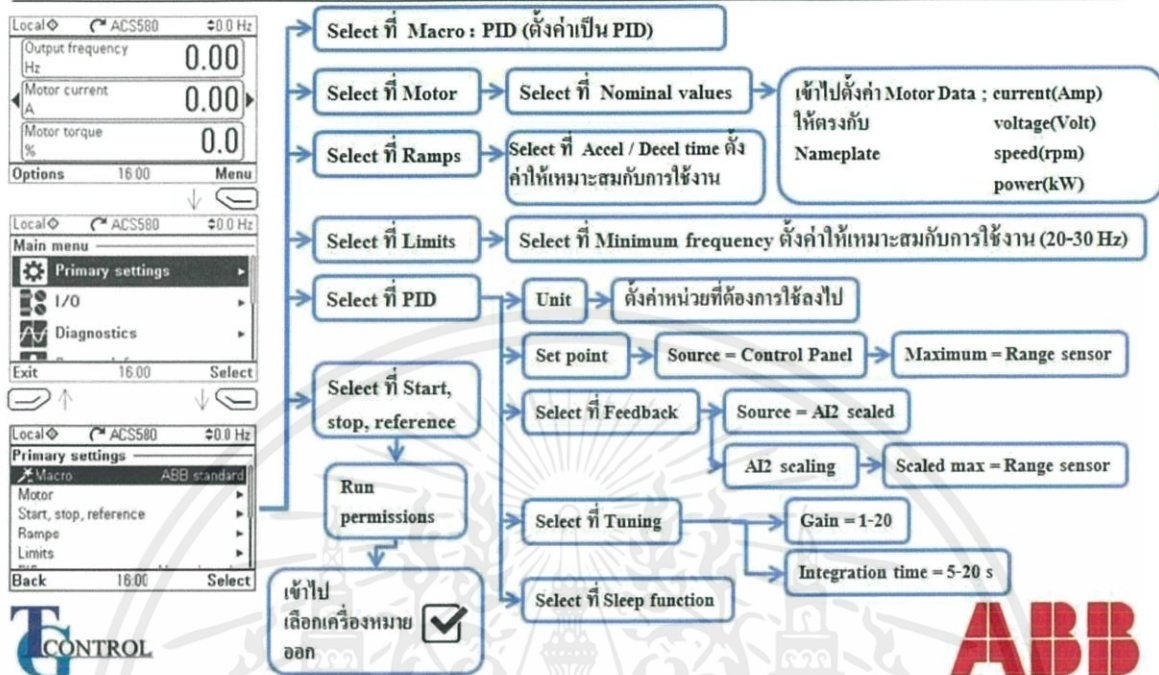 Local ACS580 0.0 Hz
Output frequency
Hz
0.00
Motor current
A
0.00
Motor torque
%
0.0
Options 16:00 Menu
Local ACS580 0.0 Hz
Main menu
Primary settings
I/O
Diagnostics
Exit 16:00 Select
Local ACS580 0.0 Hz
Primary settings
Macro ABB standard
Motor
Start, stop, reference
Ramps
Limits
Back 16:00 Select
Select ที่ Macro : PID (ตั้งค่าเป็น PID)
Select ที่ Motor
Select ที่ Nominal values
เข้าไปตั้งค่า Motor Data ; current(Amp)
ให้ตรงกับ voltage(Volt)
Nameplate speed(rpm)
power(kW)
Select ที่ Ramps
Select ที่ Accel / Decel time ตั้ง
ค่าให้เหมาะสมกับการใช้งาน
Select ที่ Limits
Select ที่ Minimum frequency ตั้งค่าให้เหมาะสมกับการใช้งาน (20-30 Hz)
Select ที่ PID
Unit
ตั้งค่าหน่วยที่ต้องการใช้ลงไป
Set point
Source = Control Panel
Maximum = Range sensor
Select ที่ Feedback
Source = AI2 sealed
AI2 scaling
Scaled max = Range sensor
Select ที่ Tuning
Gain = 1-20
Integration time = 5-20 s
Select ที่ Sleep function
Select ที่ Start,
stop, reference
Run
permissions
เข้าไป
เลือกเครื่องหมาย
ออก
TG CONTROL
ABB